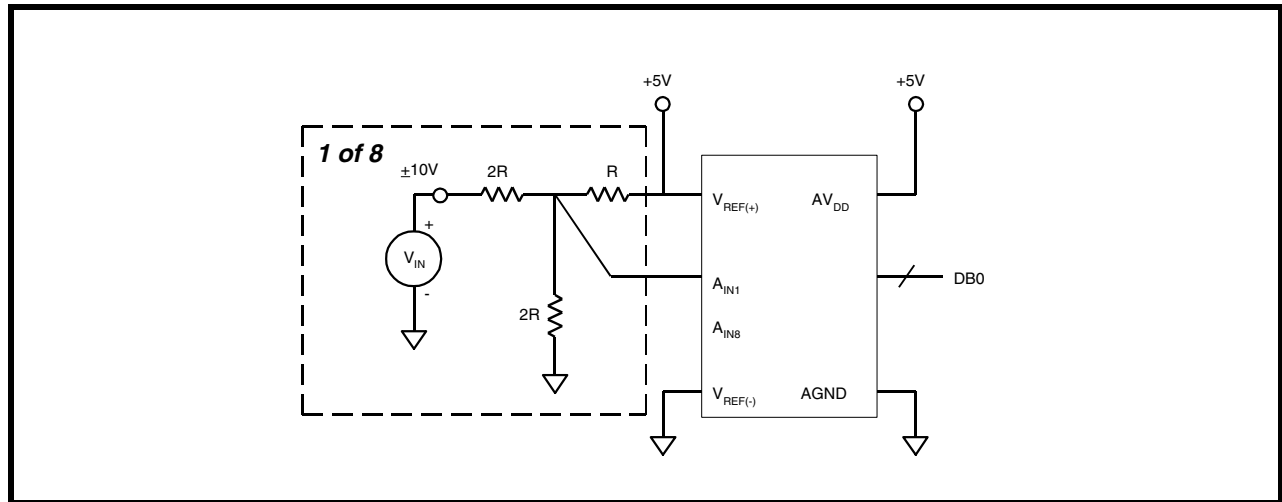 +5V
+5V
1 of 8
±10V
2R
R
V_REF(+)
AV_DD
+
V_IN
-
A_IN1
DB0
2R
A_IN8
V_REF(-)
AGND